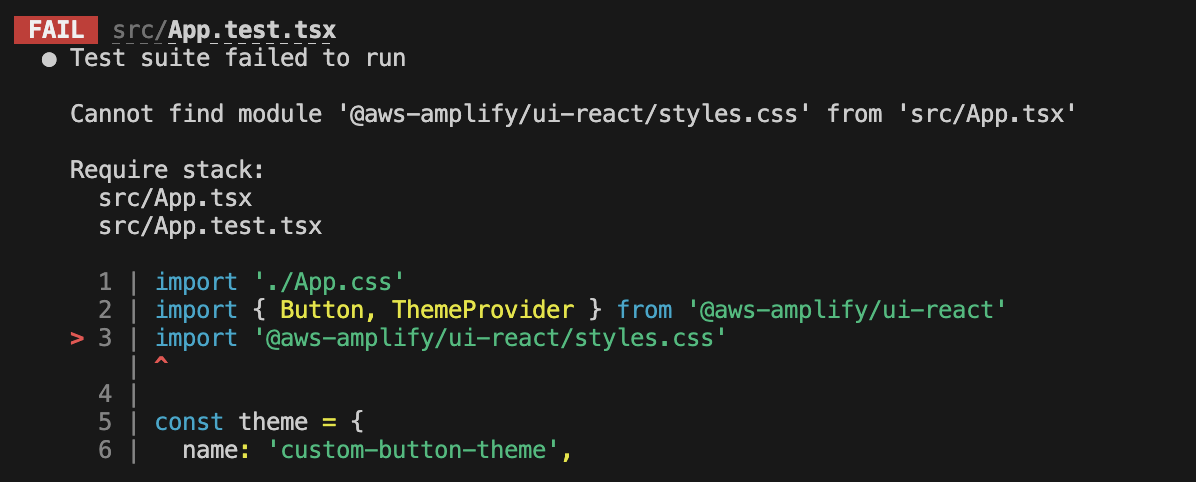 FAIL src/App.test.tsx
● Test suite failed to run
Cannot find module '@aws-amplify/ui-react/styles.css' from 'src/App.tsx'
Require stack:
src/App.tsx
src/App.test.tsx
1 | import './App.css'
2 | import { Button, ThemeProvider } from '@aws-amplify/ui-react'
> 3 | import '@aws-amplify/ui-react/styles.css'
| ^
4 |
5 | const theme = {
6 | name: 'custom-button-theme',